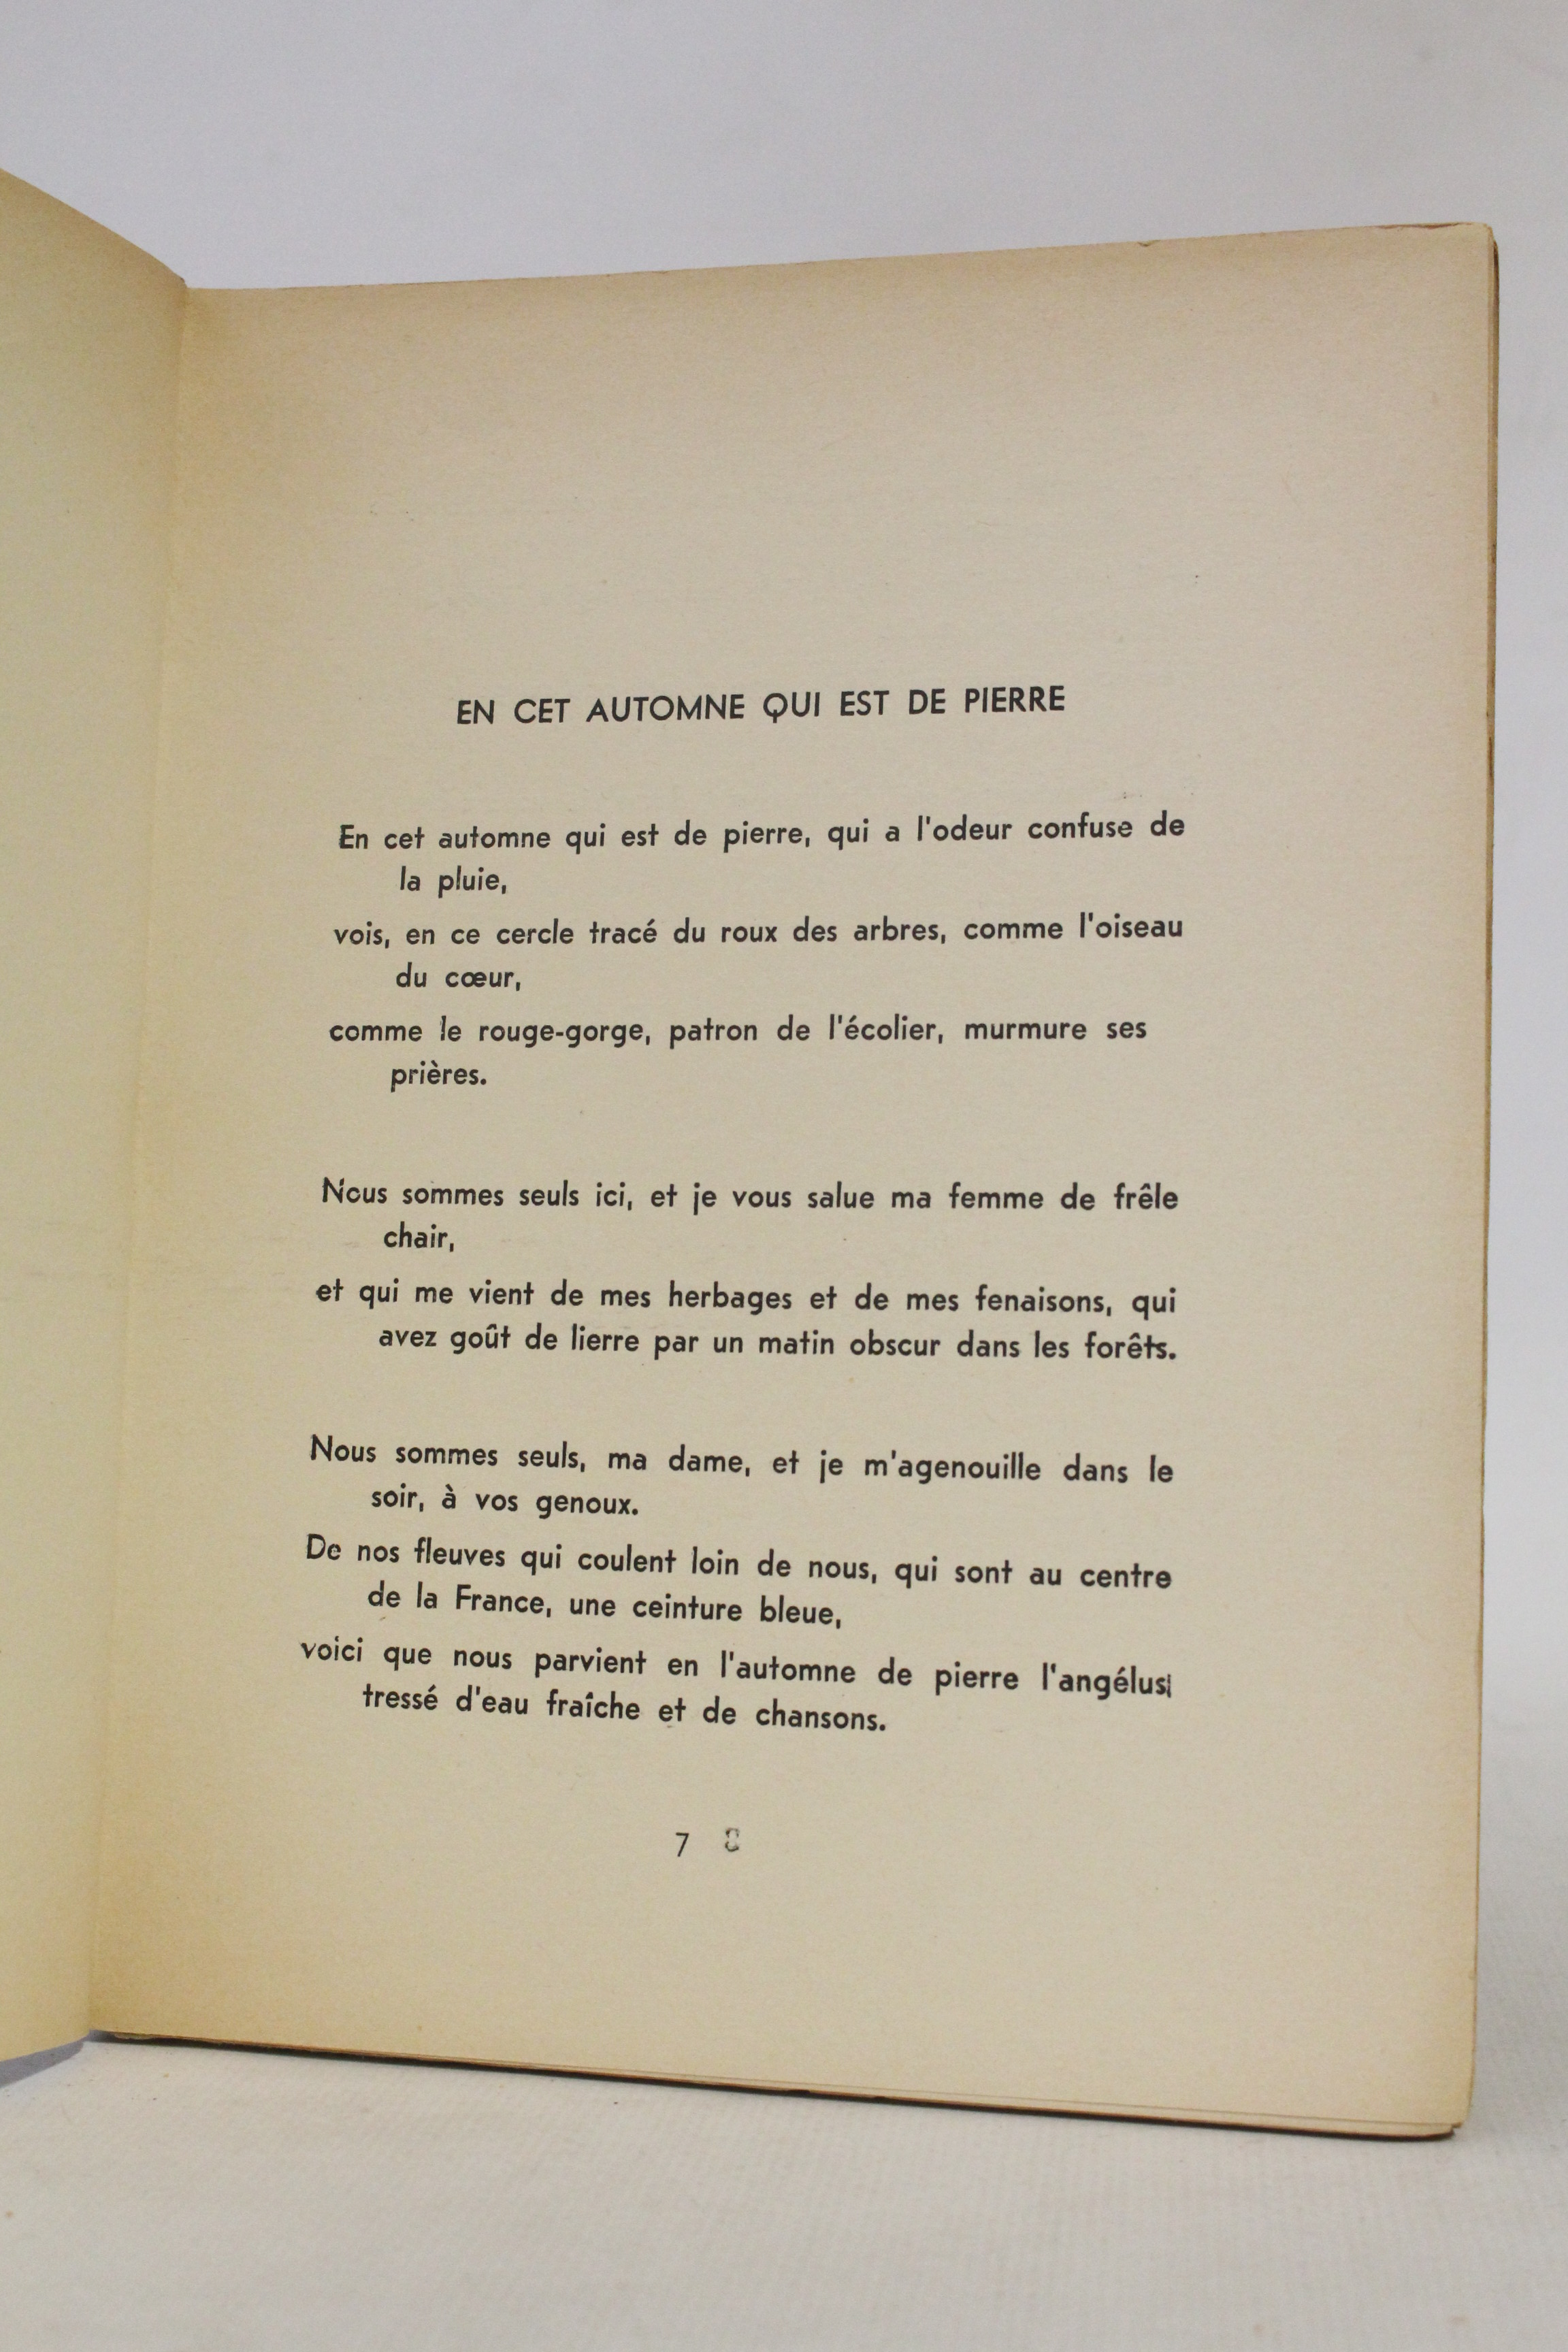 EN CET AUTOMNE QUI EST DE PIERRE
En cet automne qui est de pierre, qui a l'odeur confuse de
la pluie,
vois, en ce cercle tracé du roux des arbres, comme l'oiseau
du cœur,
comme le rouge-gorge, patron de l'écolier, murmure ses
prières.
Nous sommes seuls ici, et je vous salue ma femme de frêle
chair,
et qui me vient de mes herbages et de mes fenaisons, qui
avez goût de lierre par un matin obscur dans les forêts.
Nous sommes seuls, ma dame, et je m'agenouille dans le
soir, à vos genoux.
De nos fleuves qui coulent loin de nous, qui sont au centre
de la France, une ceinture bleue,
voici que nous parvient en l'automne de pierre l'angélus
tressé d'eau fraîche et de chansons.
7 8